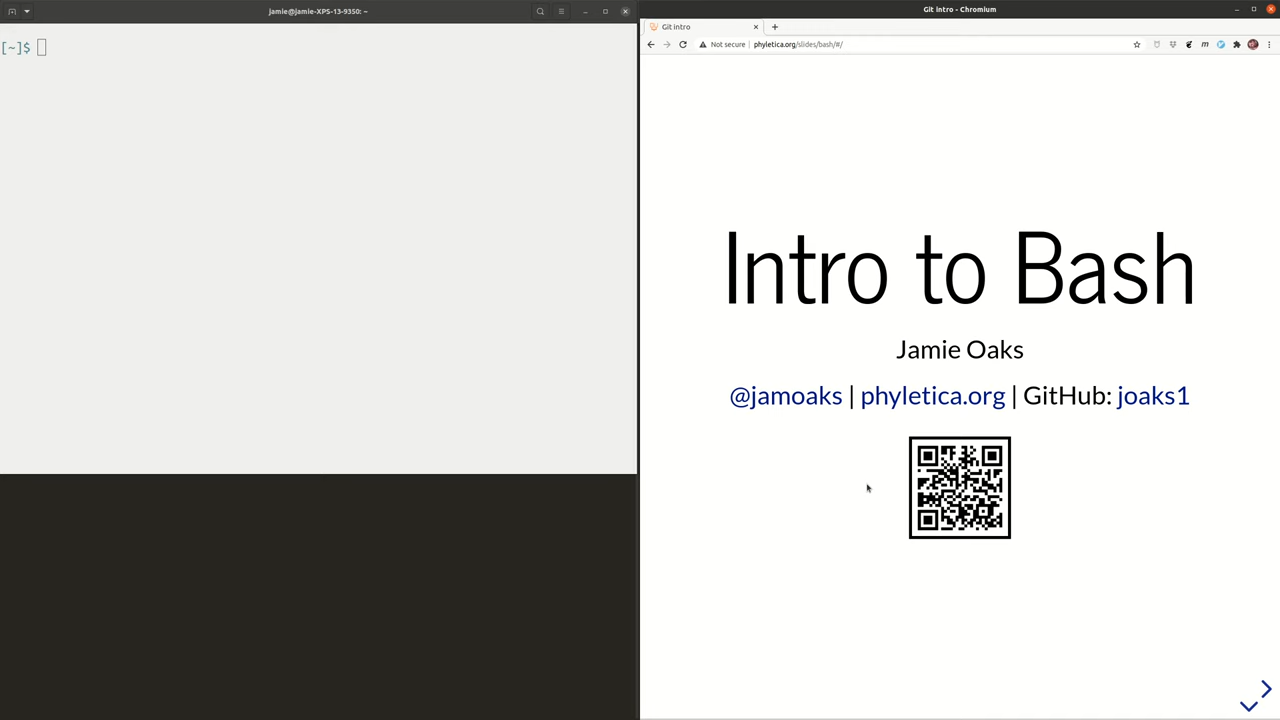 jamie@jamie-XPS-13-9350: ~
[~]$
Git intro - Chromium
Git intro
Not secure | phyletica.org/slides/bash/#/
Intro to Bash
Jamie Oaks
@jamoaks | phyletica.org | GitHub: joaks1